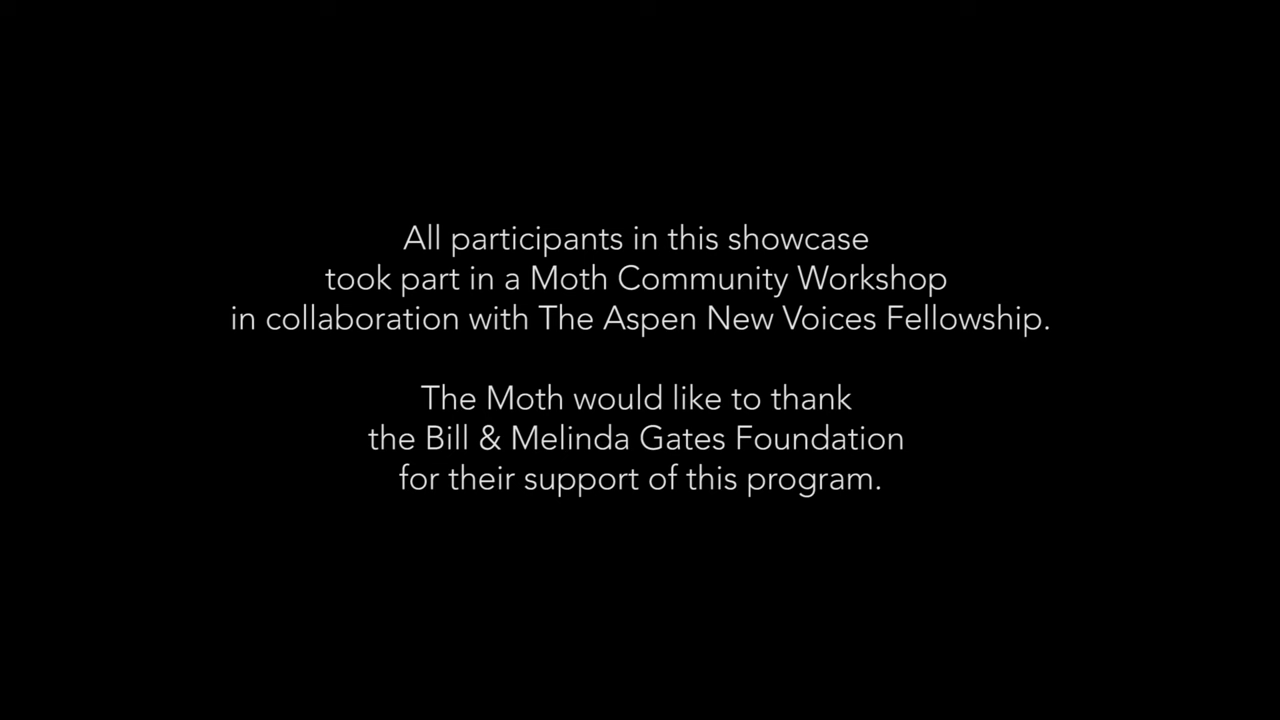 All participants in this showcase
took part in a Moth Community Workshop
in collaboration with The Aspen New Voices Fellowship.
The Moth would like to thank
the Bill & Melinda Gates Foundation
for their support of this program.